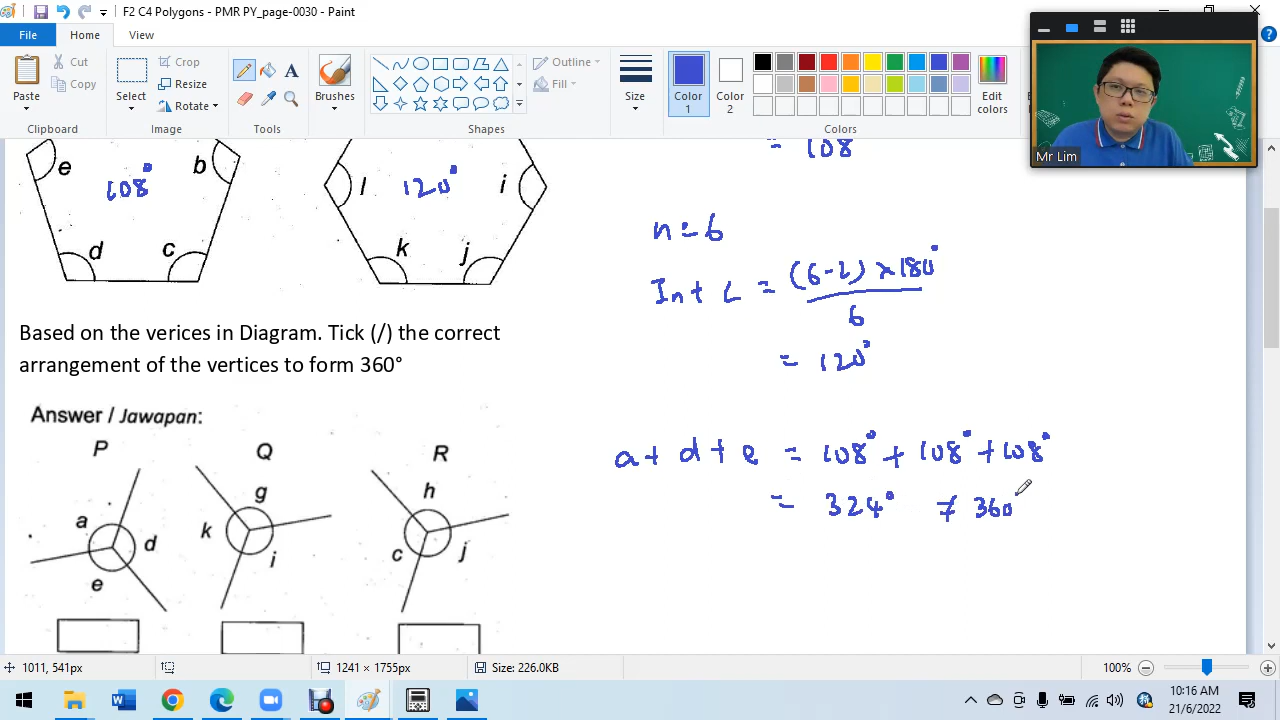 F2 C4 Polygons - PMR PY_page-0030 - Paint
File Home View
Paste Cut Copy
Clipboard
Select Crop Resize Rotate
Image
Tools
Brushes
Outline Fill
Shapes
Size
Color 1
Color 2
Edit colors
Colors
Mr Lim
e b
108°
d c
l i
120°
k j
= 108
n = 6
Int ∠ = (6-2) × 180°
6
= 120°
Based on the verices in Diagram. Tick (/) the correct
arrangement of the vertices to form 360°
Answer / Jawapan:
P Q R
a d e
g k i
h c j
a + d + e = 108° + 108° + 108°
= 324° ≠ 360°
1011, 541px
1241 × 1755px
Size: 226.0KB
100%
10:16 AM
21/6/2022